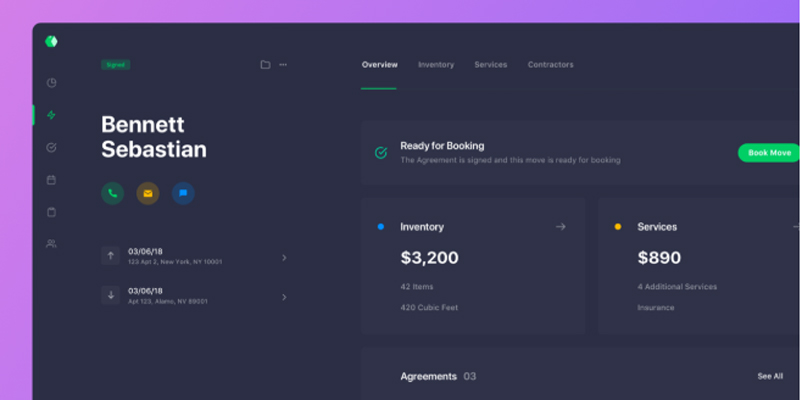 Signed
Overview Inventory Services Contractors
Bennett
Sebastian
Ready for Booking
The Agreement is signed and this move is ready for booking
Book Move
03/06/18
123 Apt 2, New York, NY 10001
03/06/18
Apt 123, Alamo, NV 89001
Inventory
$3,200
42 Items
420 Cubic Feet
Services
$890
4 Additional Services
Insurance
Agreements 03
See All